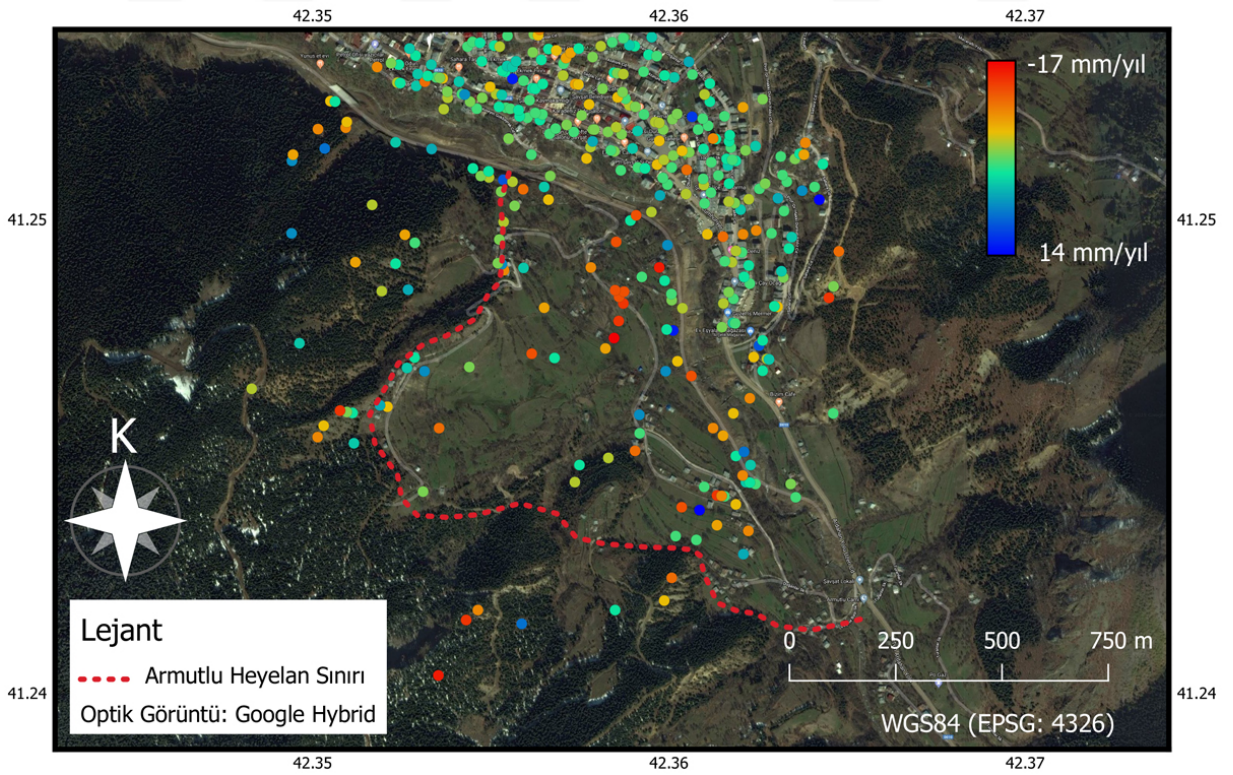 42.35 42.36 42.37
-17 mm/yıl
41.25 41.25
14 mm/yıl
Bizim Cafe
K
Lejant
Armutlu Heyelan Sınırı
Optik Görüntü: Google Hybrid
0 250 500 750 m
41.24 41.24
WGS84 (EPSG: 4326)
42.35 42.36 42.37